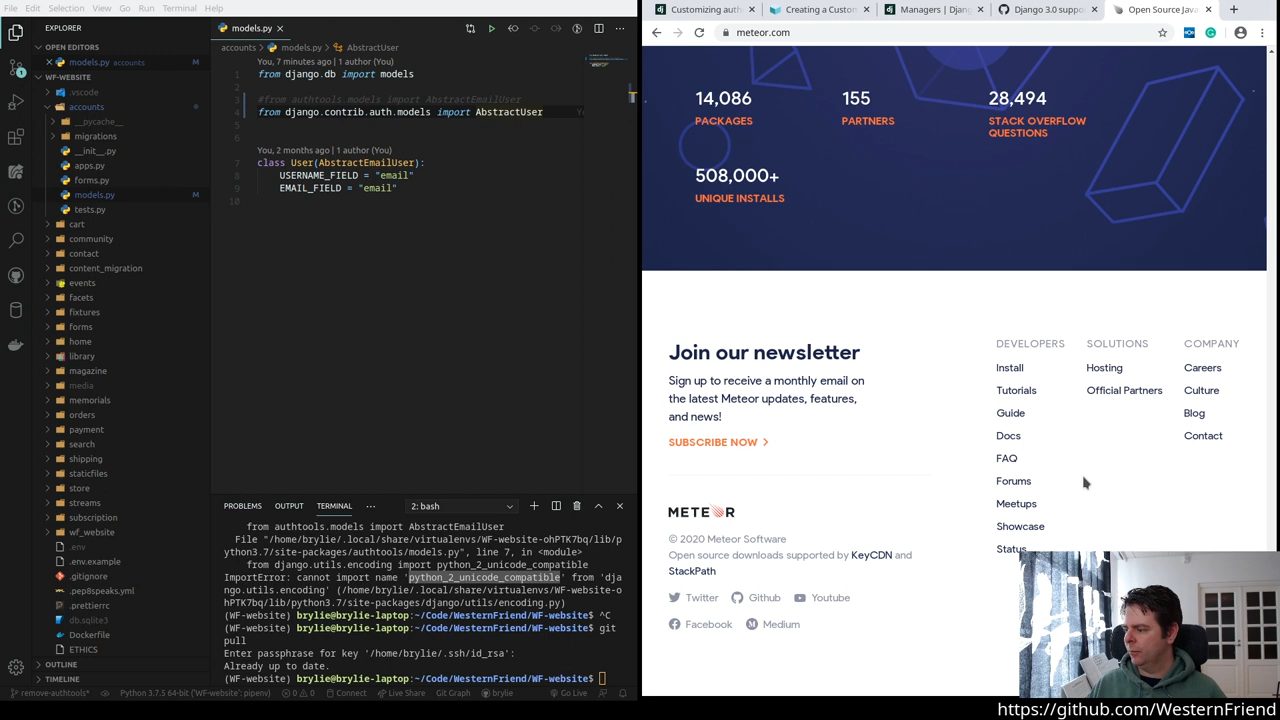 File Edit Selection View Go Run Terminal Help
EXPLORER
OPEN EDITORS
models.py accounts M
WF-WEBSITE
.vscode
accounts
__pycache__
migrations
__init__.py
apps.py
forms.py
models.py M
tests.py
cart
community
contact
content_migration
events
facets
fixtures
forms
home
library
magazine
media
memorials
orders
payment
search
shipping
staticfiles
store
streams
subscription
wf_website
.env
.env.example
.gitignore
.pep8speaks.yml
.prettierrc
db.sqlite3
Dockerfile
ETHICS
OUTLINE
TIMELINE
models.py
accounts > models.py > AbstractUser
You, 7 minutes ago | 1 author (You)
1 from django.db import models
2
3 #from authtools.models import AbstractEmailUser
4 from django.contrib.auth.models import AbstractUser
5
6
You, 2 months ago | 1 author (You)
7 class User(AbstractEmailUser):
8 USERNAME_FIELD = "email"
9 EMAIL_FIELD = "email"
10
PROBLEMS OUTPUT TERMINAL ... 2: bash
from authtools.models import AbstractEmailUser
File "/home/brylie/.local/share/virtualenvs/WF-website-ohPTK7bq/lib/p
ython3.7/site-packages/authtools/models.py", line 7, in <module>
from django.utils.encoding import python_2_unicode_compatible
ImportError: cannot import name 'python_2_unicode_compatible' from 'dja
ngo.utils.encoding' (/home/brylie/.local/share/virtualenvs/WF-website-o
hPTK7bq/lib/python3.7/site-packages/django/utils/encoding.py)
(WF-website) brylie@brylie-laptop:~/Code/WesternFriend/WF-website$ ^C
(WF-website) brylie@brylie-laptop:~/Code/WesternFriend/WF-website$ git
pull
Enter passphrase for key '/home/brylie/.ssh/id_rsa':
Already up to date.
(WF-website) brylie@brylie-laptop:~/Code/WesternFriend/WF-website$
remove-authtools* Python 3.7.5 64-bit ('WF-website': pipenv) 0 0 Connect Live Share Git Graph brylie Go Live
Customizing auth
Creating a Custom
Managers | Djang
Django 3.0 suppo
Open Source Java
meteor.com
14,086
PACKAGES
155
PARTNERS
28,494
STACK OVERFLOW
QUESTIONS
508,000+
UNIQUE INSTALLS
Join our newsletter
Sign up to receive a monthly email on
the latest Meteor updates, features,
and news!
SUBSCRIBE NOW
DEVELOPERS
Install
Tutorials
Guide
Docs
FAQ
Forums
Meetups
Showcase
Status
SOLUTIONS
Hosting
Official Partners
COMPANY
Careers
Culture
Blog
Contact
METEOR
© 2020 Meteor Software
Open source downloads supported by KeyCDN and
StackPath
Twitter Github Youtube
Facebook Medium
https://github.com/WesternFriend